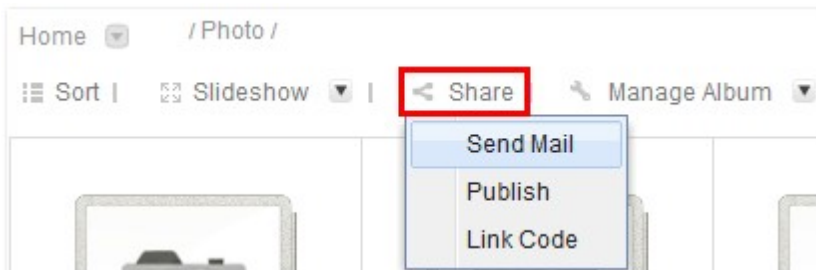 Home / Photo /
Sort | Slideshow | Share Manage Album
Send Mail
Publish
Link Code